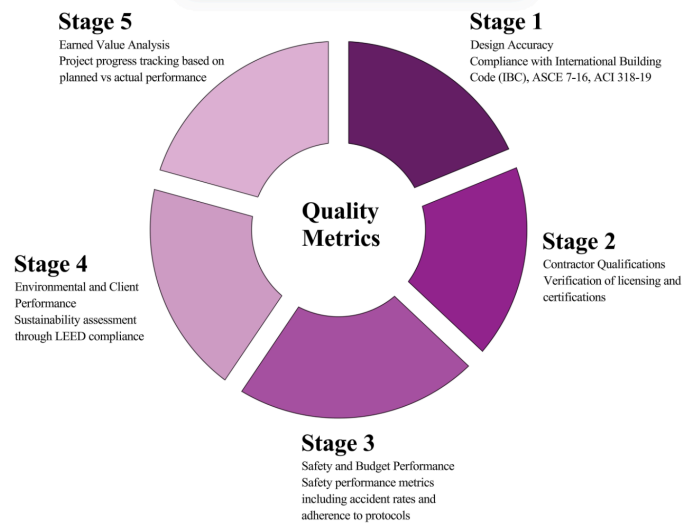 Stage 5
Earned Value Analysis
Project progress tracking based on
planned vs actual performance
Stage 1
Design Accuracy
Compliance with International Building
Code (IBC), ASCE 7-16, ACI 318-19
Quality
Metrics
Stage 2
Contractor Qualifications
Verification of licensing and
certifications
Stage 4
Environmental and Client
Performance
Sustainability assessment
through LEED compliance
Stage 3
Safety and Budget Performance
Safety performance metrics
including accident rates and
adherence to protocols